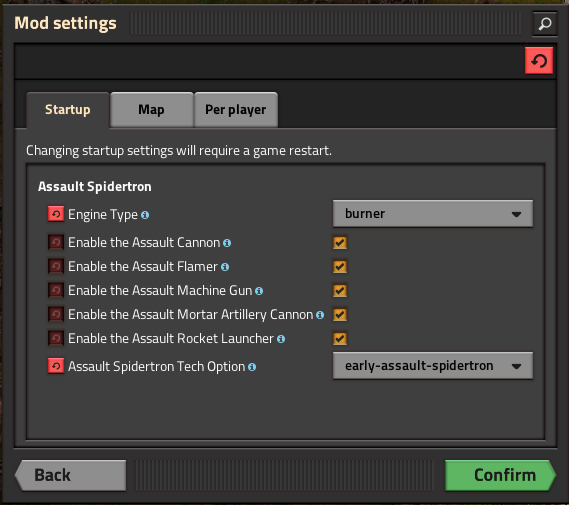 Mod settings
Startup
Map
Per player
Changing startup settings will require a game restart.
Assault Spidertron
Engine Type
burner
Enable the Assault Cannon
Enable the Assault Flamer
Enable the Assault Machine Gun
Enable the Assault Mortar Artillery Cannon
Enable the Assault Rocket Launcher
Assault Spidertron Tech Option
early-assault-spidertron
Back
Confirm